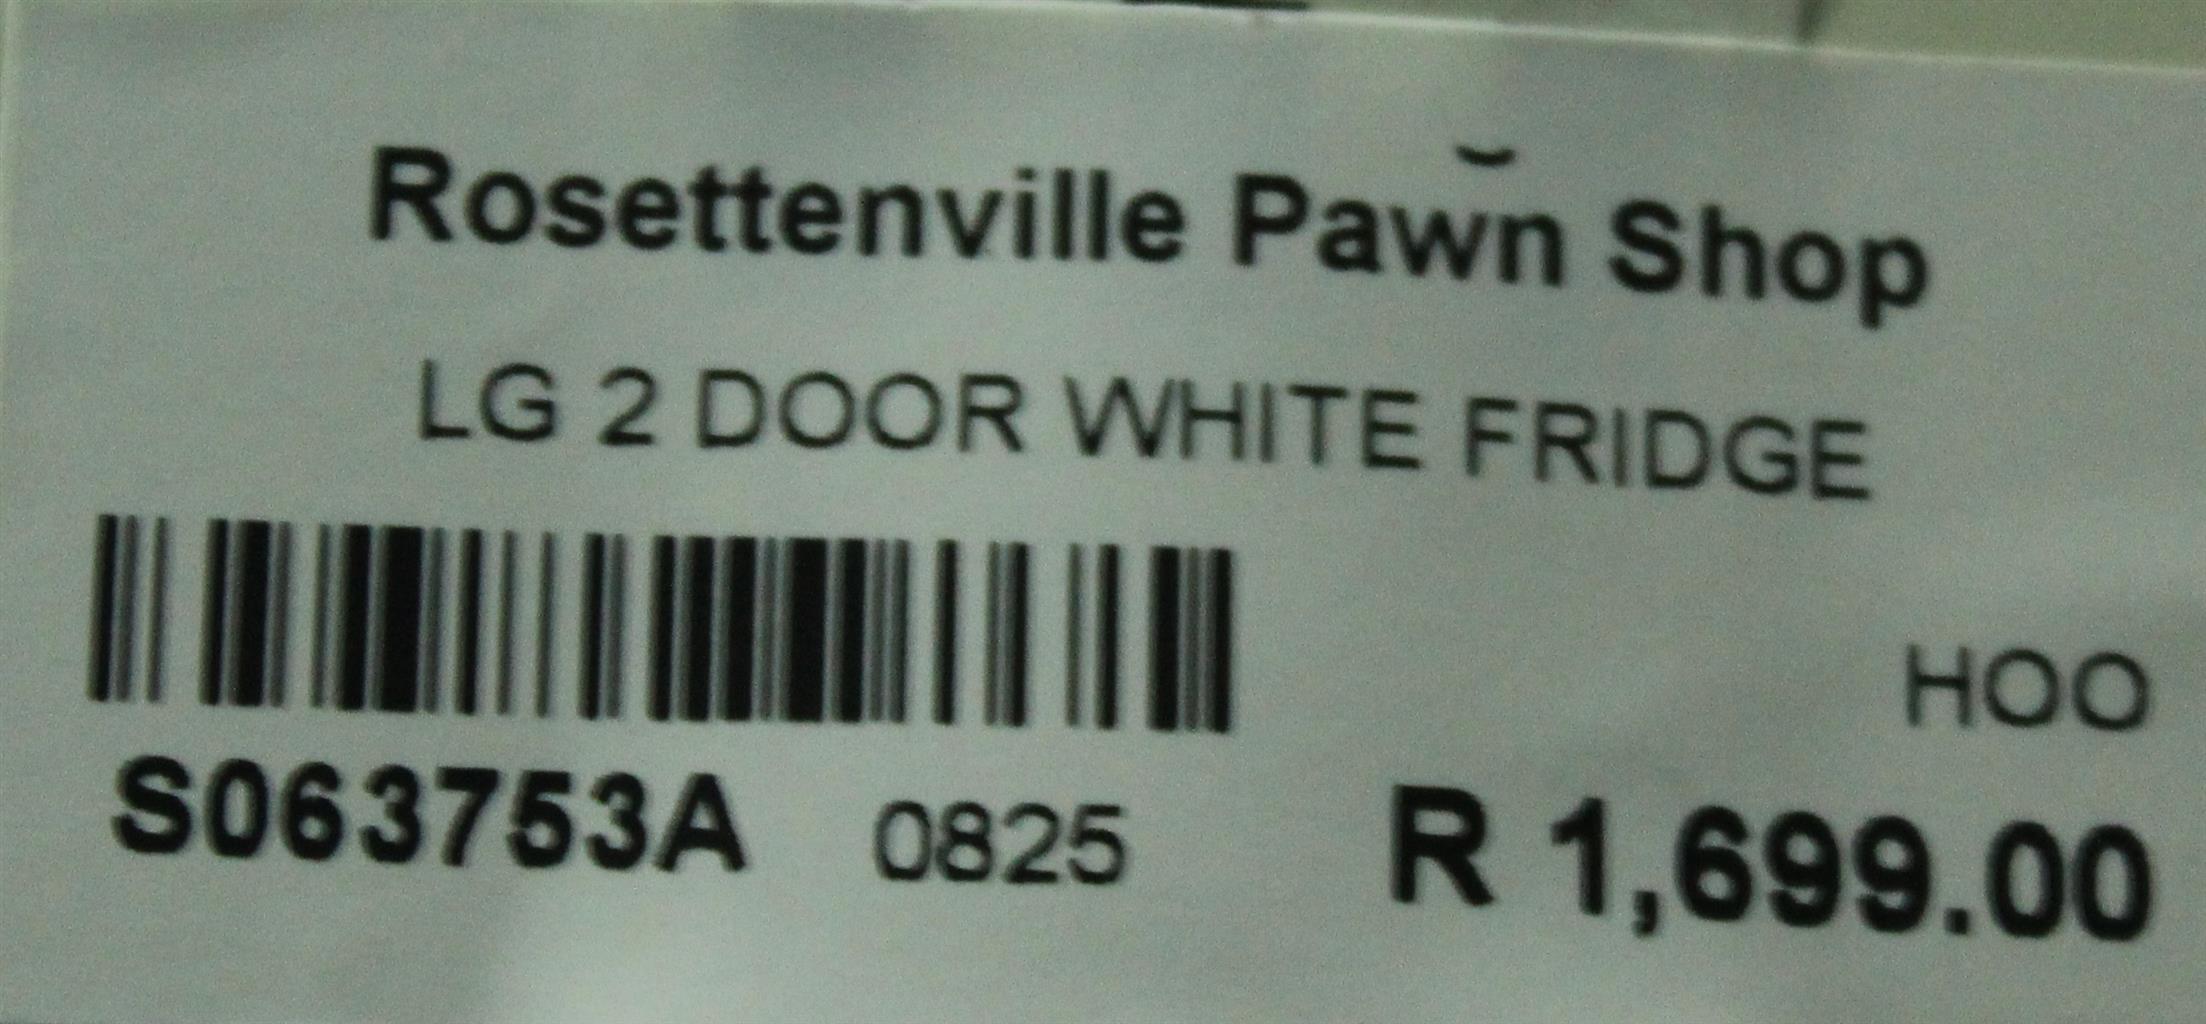 Rosettenville Pawn Shop
LG 2 DOOR WHITE FRIDGE
HOO
S063753A 0825 R 1,699.00